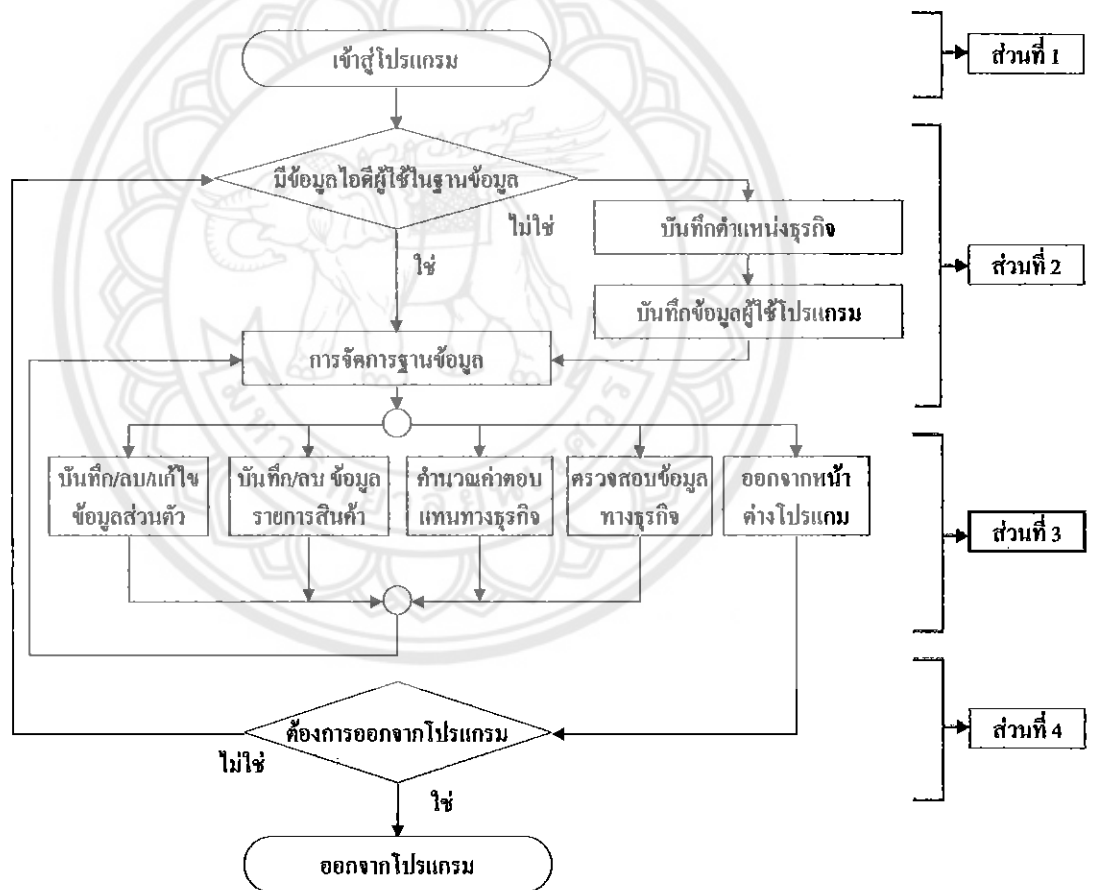 เข้าสู่โปรแกรม
ส่วนที่ 1
มีข้อมูลไอดีผู้ใช้ในฐานข้อมูล
ไม่ใช่
ใช่
บันทึกตำแหน่งธุรกิจ
บันทึกข้อมูลผู้ใช้โปรแกรม
ส่วนที่ 2
การจัดการฐานข้อมูล
บันทึก/ลบ/แก้ไข
ข้อมูลส่วนตัว
บันทึก/ลบ ข้อมูล
รายการสินค้า
คำนวณค่าตอบ
แทนทางธุรกิจ
ตรวจสอบข้อมูล
ทางธุรกิจ
ออกจากหน้า
ต่างโปรแกม
ส่วนที่ 3
ต้องการออกจากโปรแกรม
ไม่ใช่
ใช่
ส่วนที่ 4
ออกจากโปรแกรม